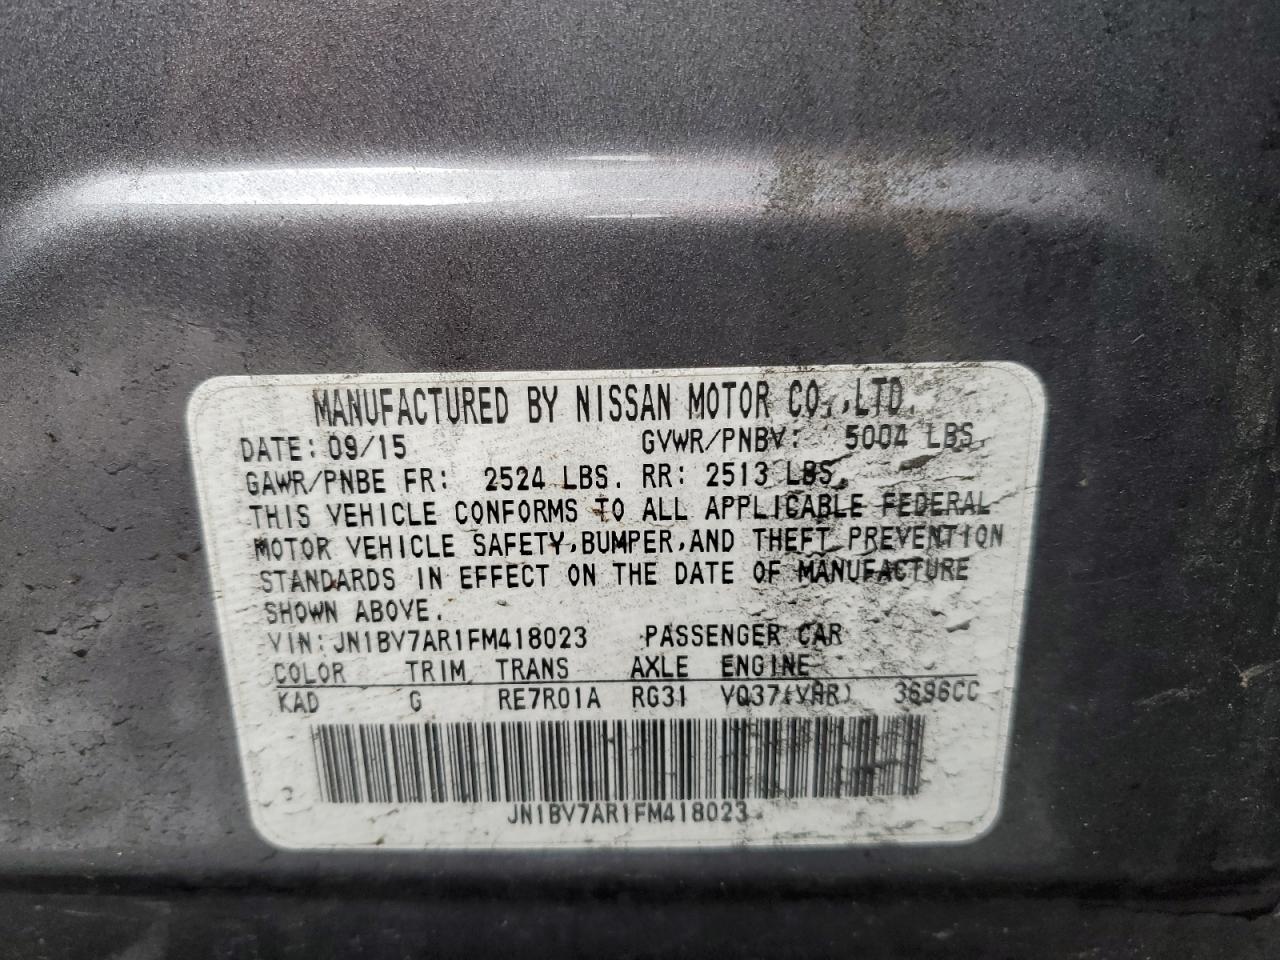 MANUFACTURED BY NISSAN MOTOR CO.,LTD.
DATE: 09/15 GVWR/PNBV: 5004 LBS.
GAWR/PNBE FR: 2524 LBS. RR: 2513 LBS.
THIS VEHICLE CONFORMS TO ALL APPLICABLE FEDERAL
MOTOR VEHICLE SAFETY,BUMPER,AND THEFT PREVENTION
STANDARDS IN EFFECT ON THE DATE OF MANUFACTURE
SHOWN ABOVE.
VIN: JN1BV7AR1FM418023 PASSENGER CAR
COLOR TRIM TRANS AXLE ENGINE
KAD G RE7R01A RG31 VQ37(VHR) 3696CC
JN1BV7AR1FM418023